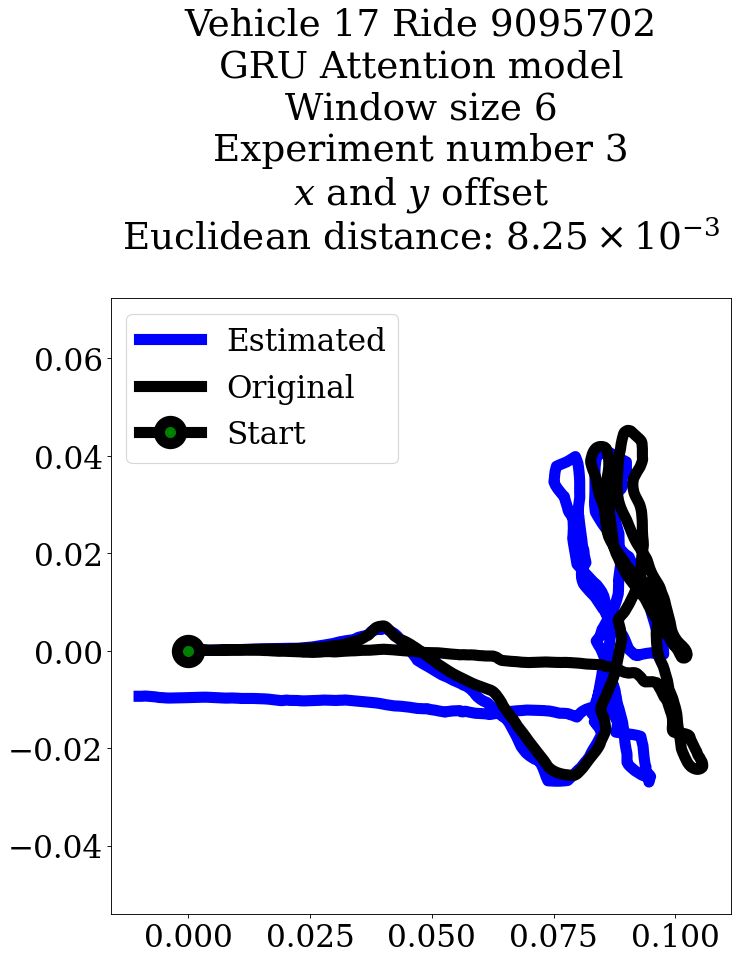 Vehicle 17 Ride 9095702
GRU Attention model
Window size 6
Experiment number 3
x and y offset
Euclidean distance: 8.25 × 10⁻³
Estimated
Original
Start
0.06
0.04
0.02
0.00
−0.02
−0.04
0.000 0.025 0.050 0.075 0.100